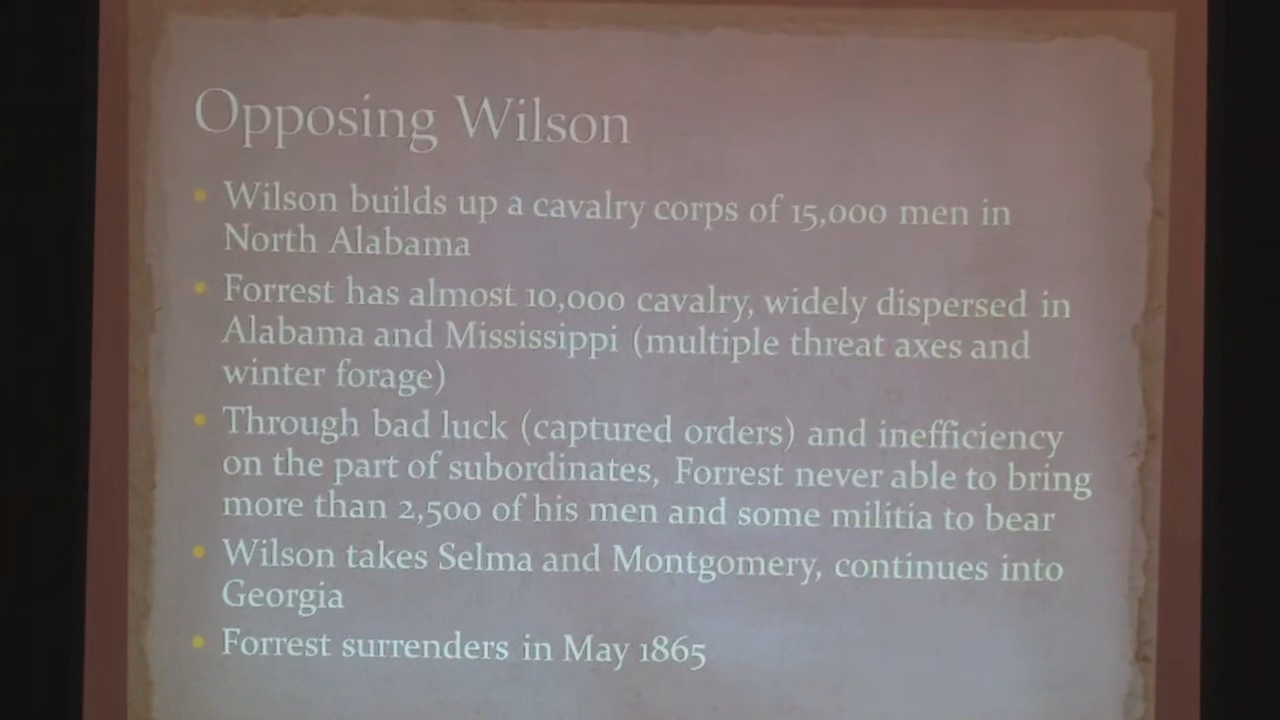 Opposing Wilson
• Wilson builds up a cavalry corps of 15,000 men in
North Alabama
• Forrest has almost 10,000 cavalry, widely dispersed in
Alabama and Mississippi (multiple threat axes and
winter forage)
• Through bad luck (captured orders) and inefficiency
on the part of subordinates, Forrest never able to bring
more than 2,500 of his men and some militia to bear
• Wilson takes Selma and Montgomery, continues into
Georgia
• Forrest surrenders in May 1865